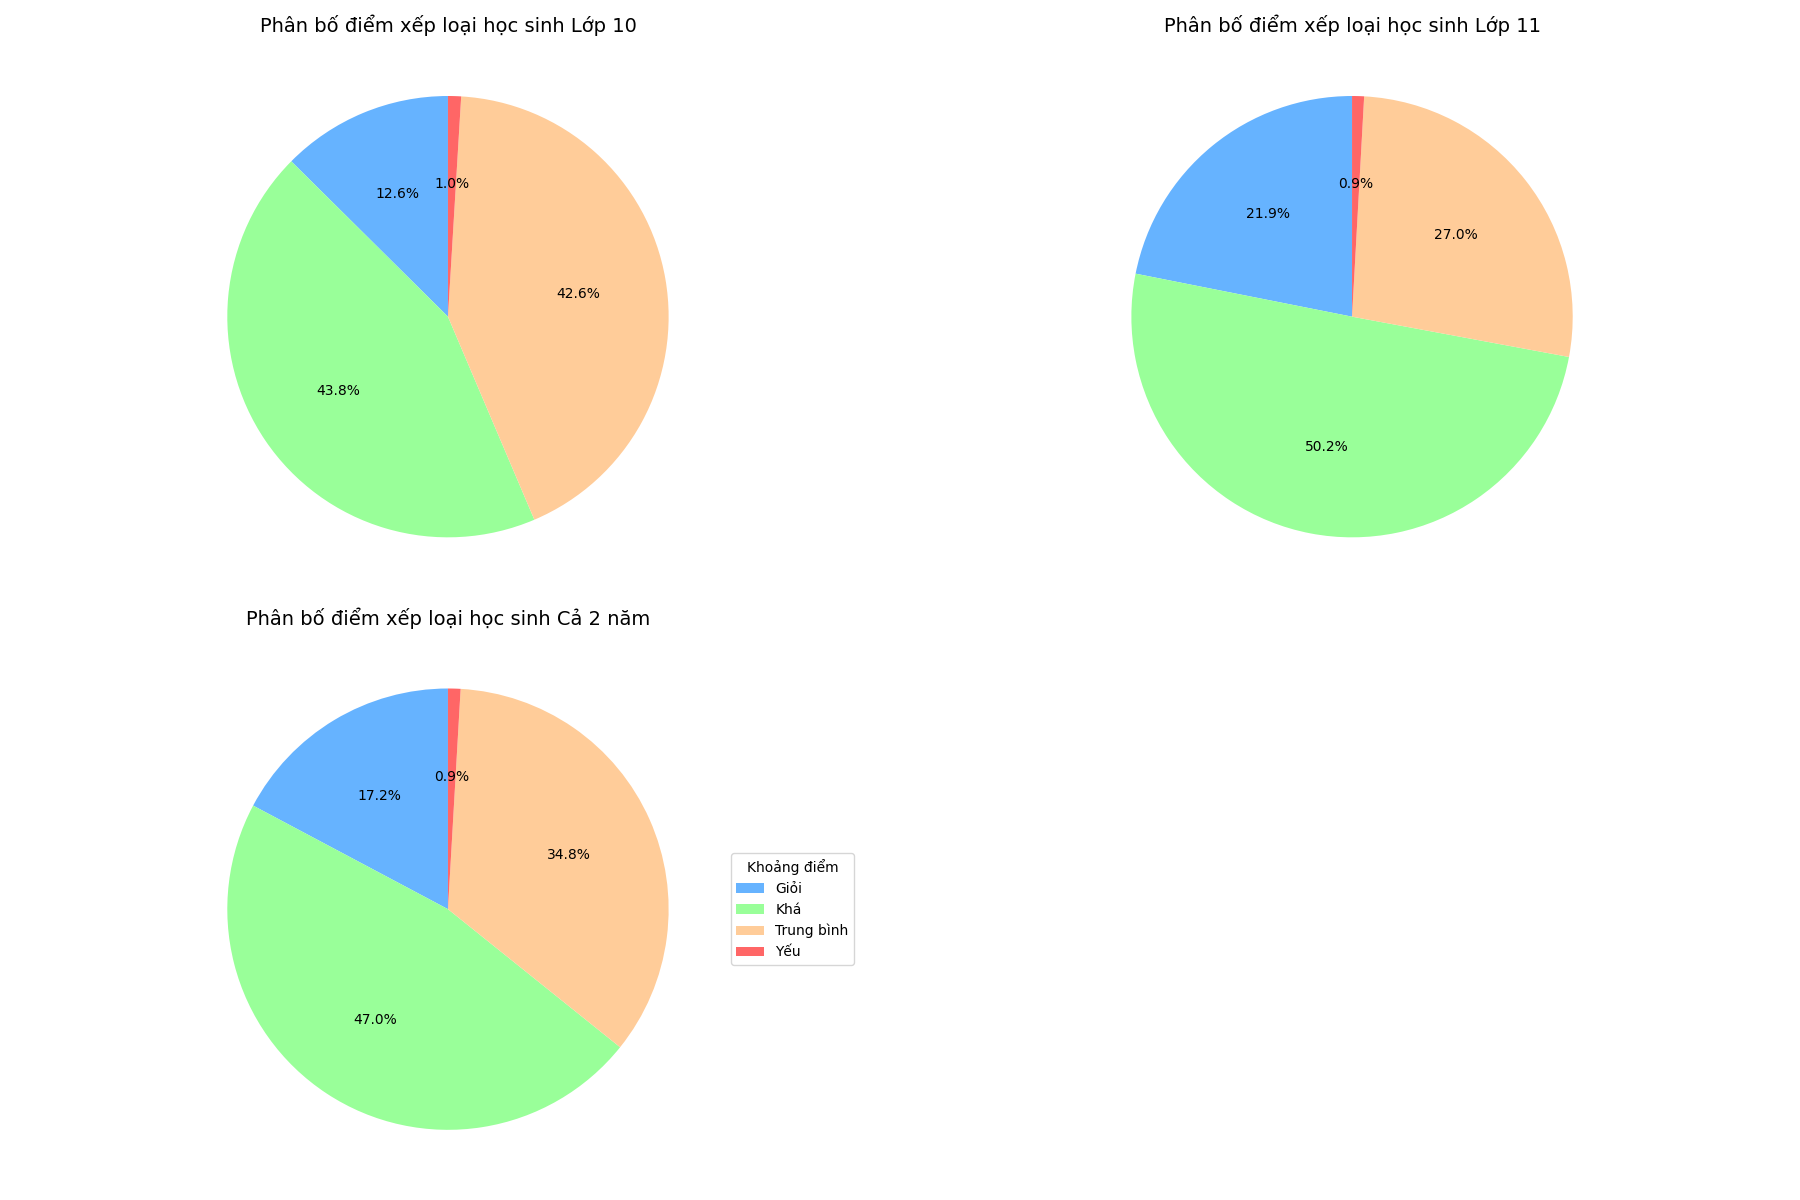 Phân bố điểm xếp loại học sinh Lớp 10
12.6%
1.0%
42.6%
43.8%
Phân bố điểm xếp loại học sinh Lớp 11
0.9%
21.9%
27.0%
50.2%
Phân bố điểm xếp loại học sinh Cả 2 năm
0.9%
17.2%
34.8%
47.0%
Khoảng điểm
Giỏi
Khá
Trung bình
Yếu